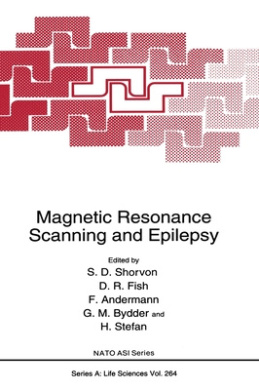 Magnetic Resonance
Scanning and Epilepsy
Edited by
S. D. Shorvon
D. R. Fish
F. Andermann
G. M. Bydder and
H. Stefan
NATO ASI Series
Series A: Life Sciences Vol. 264